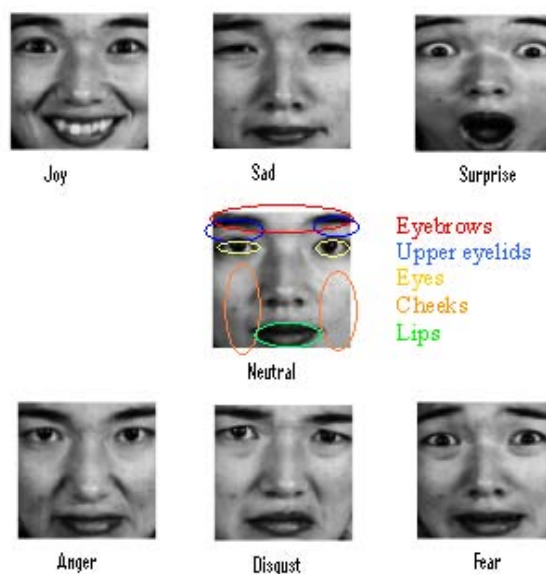 Joy Sad Surprise
Eyebrows
Upper eyelids
Eyes
Cheeks
Lips
Neutral
Anger Disgust Fear